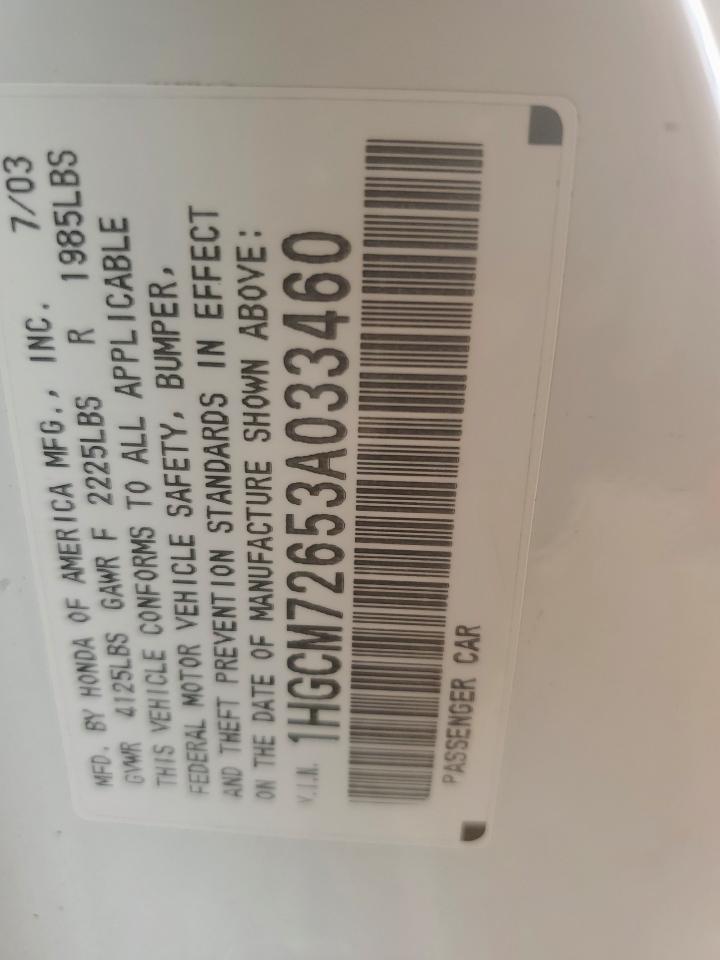 MFD. BY HONDA OF AMERICA MFG., INC. 7/03
GVWR 4125LBS GAWR F 2225LBS R 1985LBS
THIS VEHICLE CONFORMS TO ALL APPLICABLE
FEDERAL MOTOR VEHICLE SAFETY, BUMPER,
AND THEFT PREVENTION STANDARDS IN EFFECT
ON THE DATE OF MANUFACTURE SHOWN ABOVE:
V.I.N. 1HGCM72653A033460
PASSENGER CAR